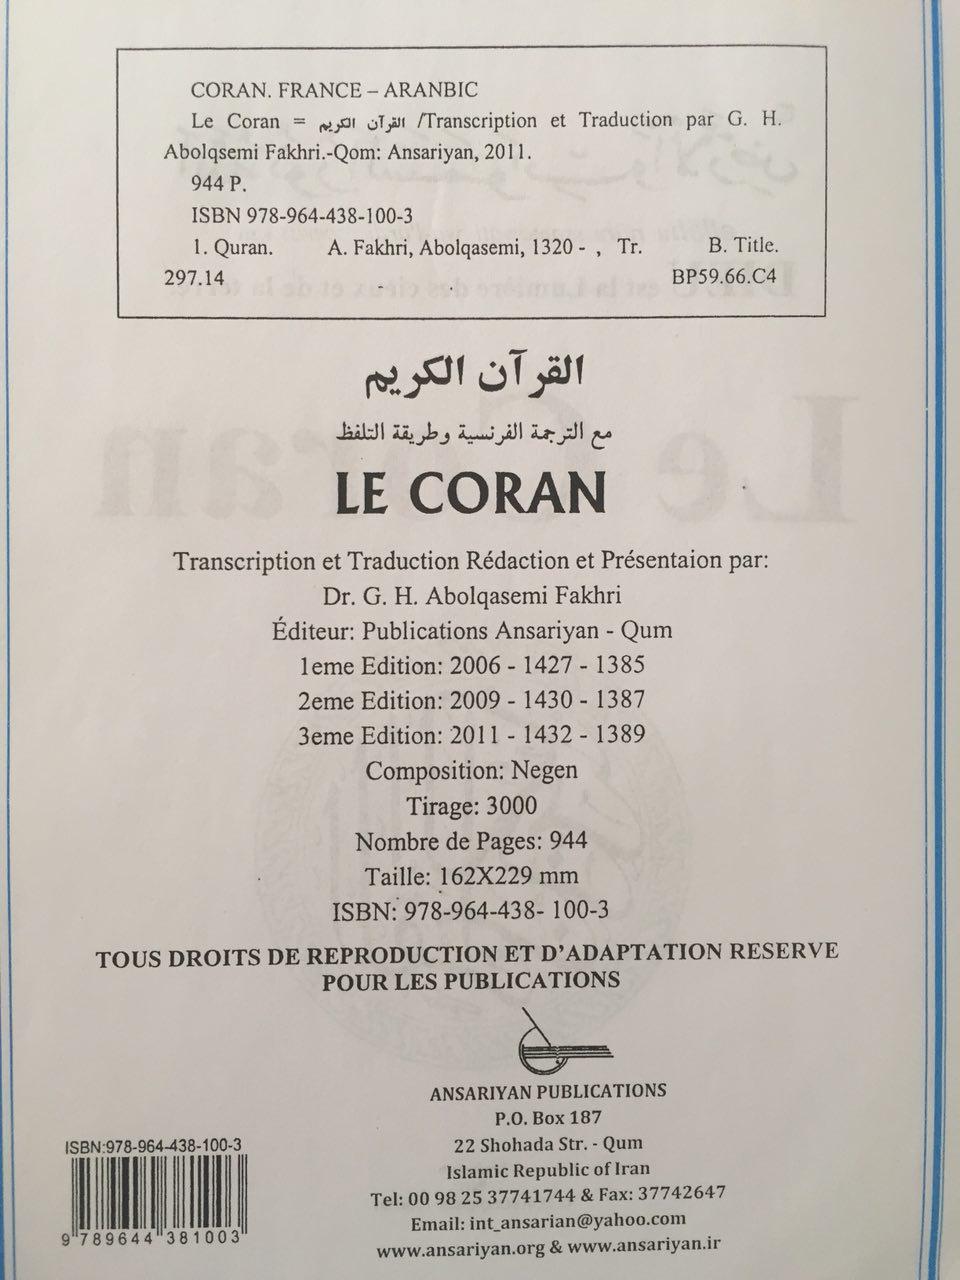 CORAN. FRANCE – ARANBIC
Le Coran = القرآن الكريم /Transcription et Traduction par G. H.
Abolqsemi Fakhri.-Qom: Ansariyan, 2011.
944 P.
ISBN 978-964-438-100-3
1. Quran. A. Fakhri, Abolqasemi, 1320 - , Tr. B. Title.
297.14 BP59.66.C4
القرآن الكريم
مع الترجمة الفرنسية وطريقة التلفظ
LE CORAN
Transcription et Traduction Rédaction et Présentaion par:
Dr. G. H. Abolqasemi Fakhri
Éditeur: Publications Ansariyan - Qum
1eme Edition: 2006 - 1427 - 1385
2eme Edition: 2009 - 1430 - 1387
3eme Edition: 2011 - 1432 - 1389
Composition: Negen
Tirage: 3000
Nombre de Pages: 944
Taille: 162X229 mm
ISBN: 978-964-438- 100-3
TOUS DROITS DE REPRODUCTION ET D'ADAPTATION RESERVE
POUR LES PUBLICATIONS
ANSARIYAN PUBLICATIONS
P.O. Box 187
22 Shohada Str. - Qum
Islamic Republic of Iran
Tel: 00 98 25 37741744 & Fax: 37742647
Email: int_ansarian@yahoo.com
www.ansariyan.org & www.ansariyan.ir
ISBN:978-964-438-100-3
9 789644 381003